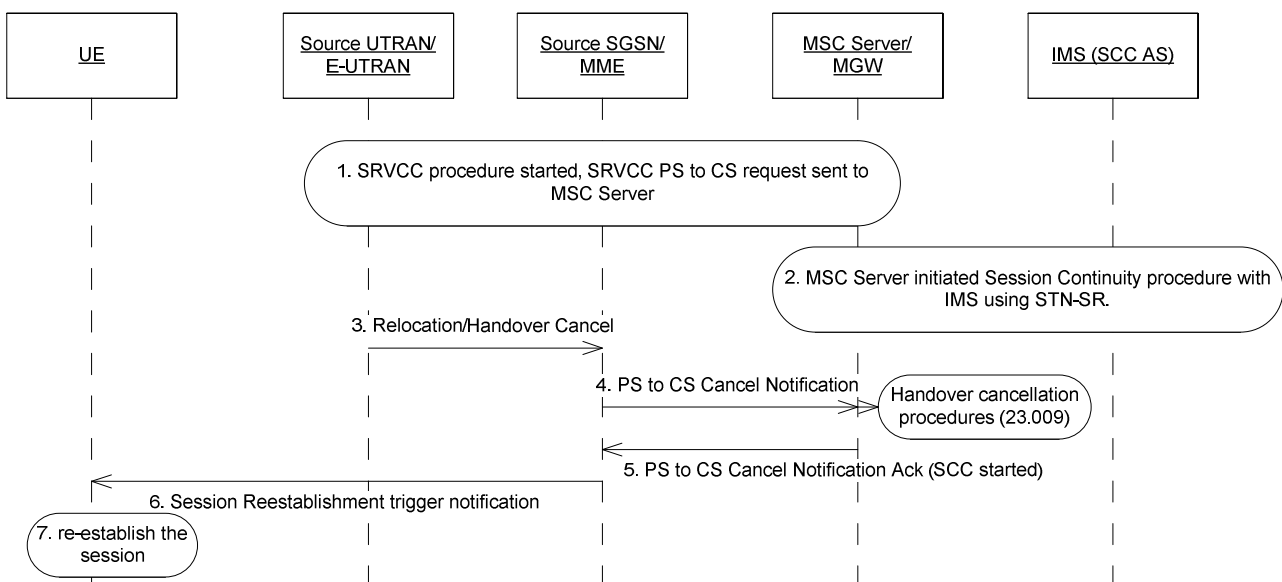 UE
Source UTRAN/
E-UTRAN
Source SGSN/
MME
MSC Server/
MGW
IMS (SCC AS)
1. SRVCC procedure started, SRVCC PS to CS request sent to
MSC Server
2. MSC Server initiated Session Continuity procedure with
IMS using STN-SR.
3. Relocation/Handover Cancel
4. PS to CS Cancel Notification
Handover cancellation
procedures (23.009)
5. PS to CS Cancel Notification Ack (SCC started)
6. Session Reestablishment trigger notification
7. re-establish the
session